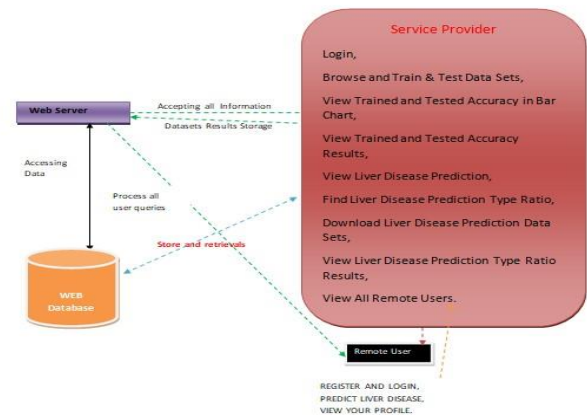 Service Provider
Login,
Browse and Train & Test Data Sets,
View Trained and Tested Accuracy in Bar
Chart,
View Trained and Tested Accuracy
Results,
View Liver Disease Prediction,
Find Liver Disease Prediction Type Ratio,
Download Liver Disease Prediction Data
Sets,
View Liver Disease Prediction Type Ratio
Results,
View All Remote Users.
Accepting all Information
Web Server
Datasets Results Storage
Accessing
Data
Process all
user queries
Store and retrievals
WEB
Database
Remote User
REGISTER AND LOGIN,
PREDICT LIVER DISEASE,
VIEW YOUR PROFILE.